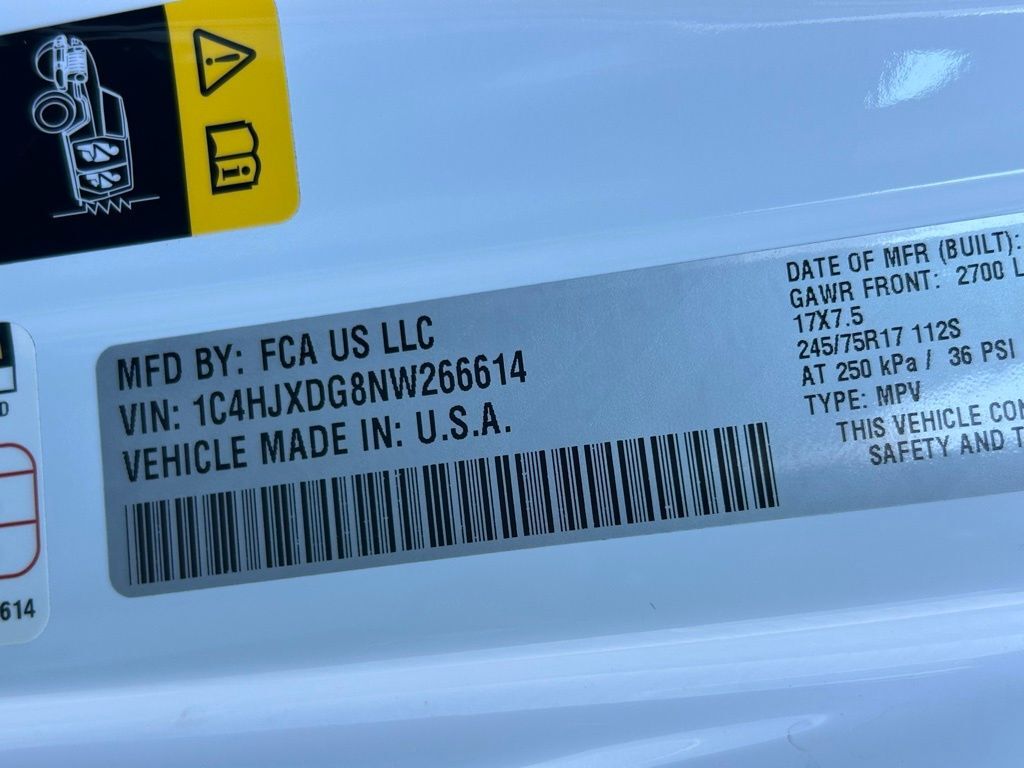 MFD BY: FCA US LLC
VIN: 1C4HJXDG8NW266614
VEHICLE MADE IN: U.S.A.
DATE OF MFR (BUILT):
GAWR FRONT: 2700 L
17X7.5
245/75R17 112S
AT 250 kPa / 36 PSI
TYPE: MPV
THIS VEHICLE CON
SAFETY AND T
D
614